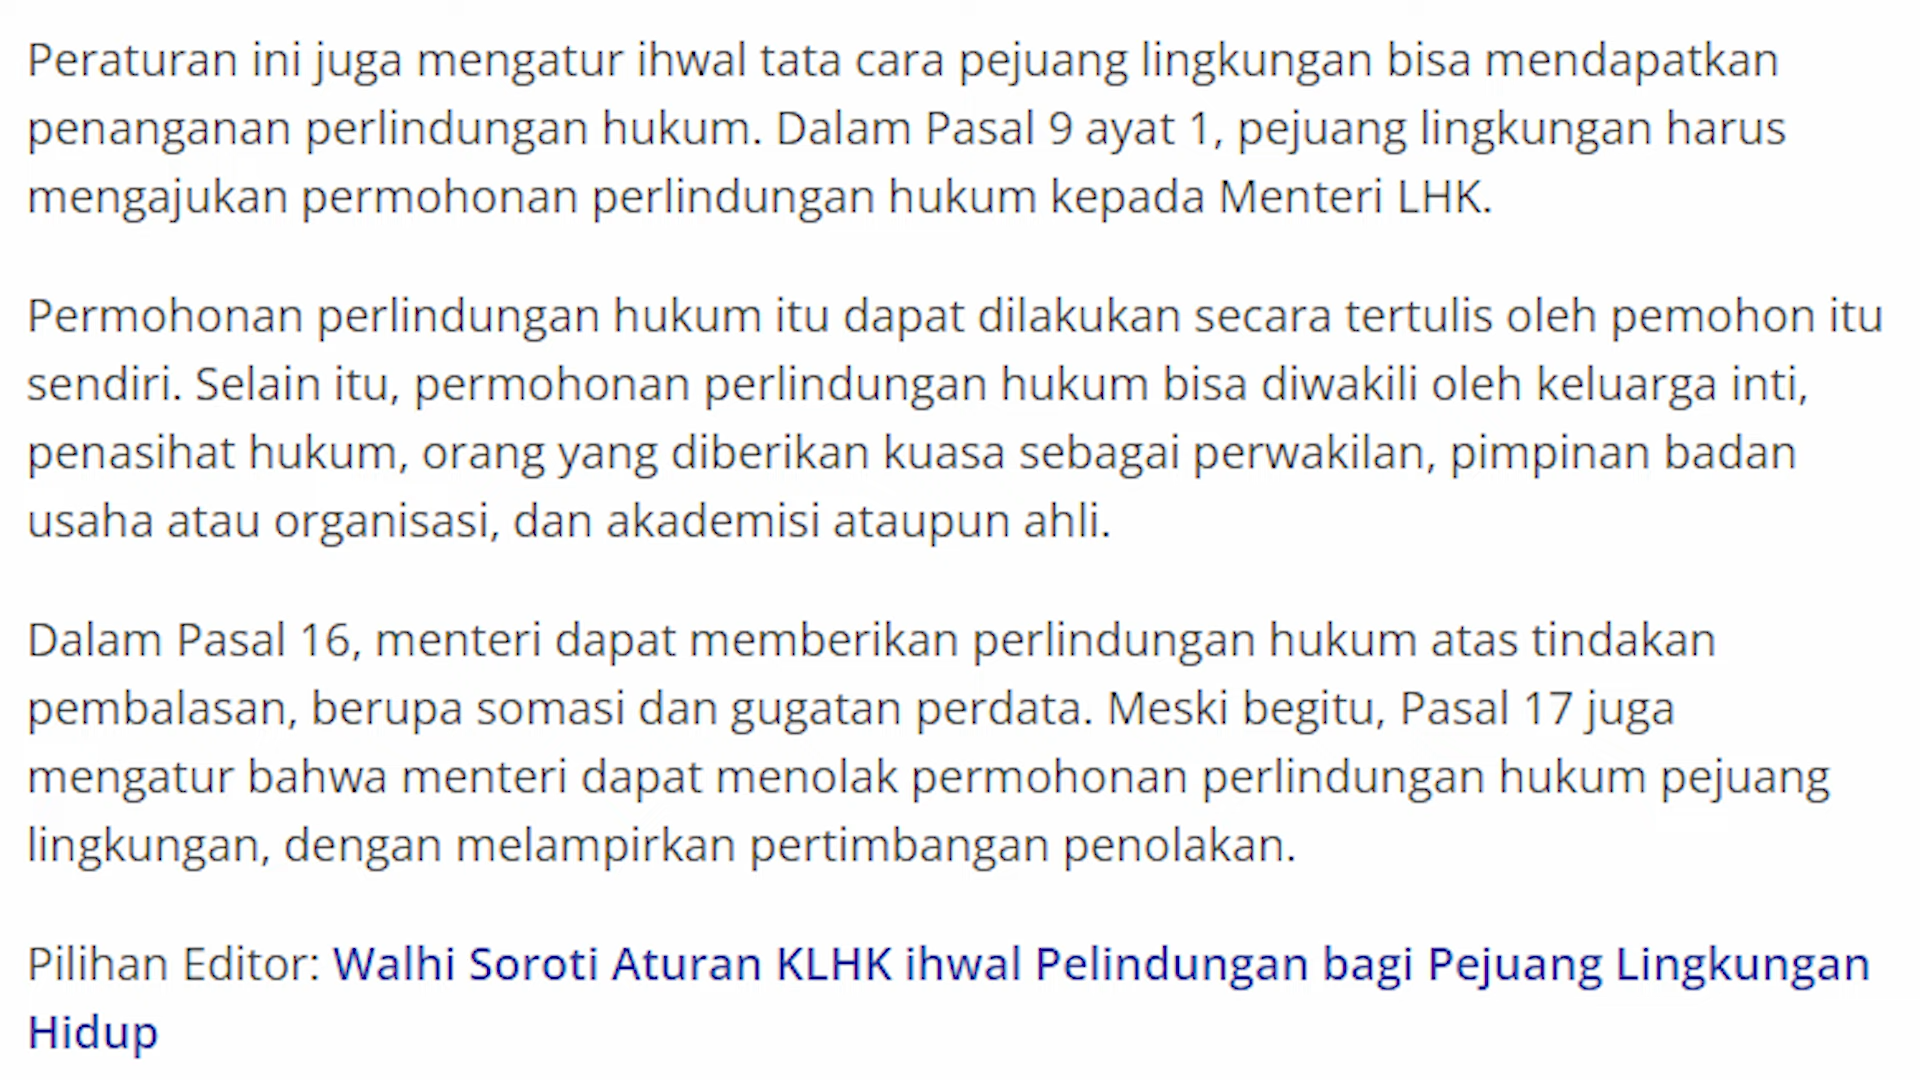 Peraturan ini juga mengatur ihwal tata cara pejuang lingkungan bisa mendapatkan
penanganan perlindungan hukum. Dalam Pasal 9 ayat 1, pejuang lingkungan harus
mengajukan permohonan perlindungan hukum kepada Menteri LHK.
Permohonan perlindungan hukum itu dapat dilakukan secara tertulis oleh pemohon itu
sendiri. Selain itu, permohonan perlindungan hukum bisa diwakili oleh keluarga inti,
penasihat hukum, orang yang diberikan kuasa sebagai perwakilan, pimpinan badan
usaha atau organisasi, dan akademisi ataupun ahli.
Dalam Pasal 16, menteri dapat memberikan perlindungan hukum atas tindakan
pembalasan, berupa somasi dan gugatan perdata. Meski begitu, Pasal 17 juga
mengatur bahwa menteri dapat menolak permohonan perlindungan hukum pejuang
lingkungan, dengan melampirkan pertimbangan penolakan.
Pilihan Editor: Walhi Soroti Aturan KLHK ihwal Pelindungan bagi Pejuang Lingkungan
Hidup